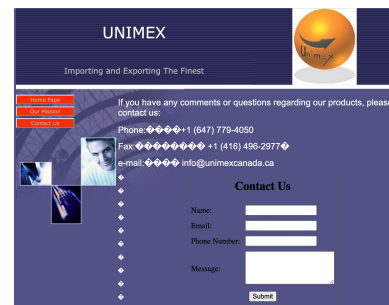 UNIMEX
Unimex
Importing and Exporting The Finest
Home Page
Our Mission
Contact Us
If you have any comments or questions regarding our products, please
contact us:
Phone:����+1 (647) 779-4050
Fax:�������� +1 (416) 496-2977�
e-mail:���� info@unimexcanada.ca
�
�
�
�
�
�
�
�
�
�
Contact Us
Name:
Email:
Phone Number:
Message:
Submit